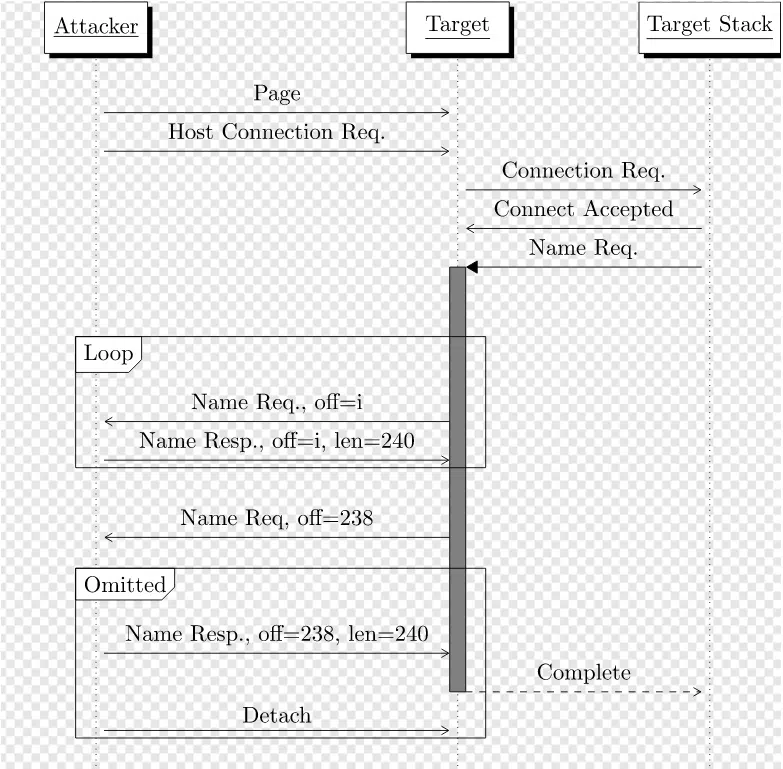 Attacker
Target
Target Stack
Page
Host Connection Req.
Connection Req.
Connect Accepted
Name Req.
Loop
Name Req., off=i
Name Resp., off=i, len=240
Name Req, off=238
Omitted
Name Resp., off=238, len=240
Complete
Detach